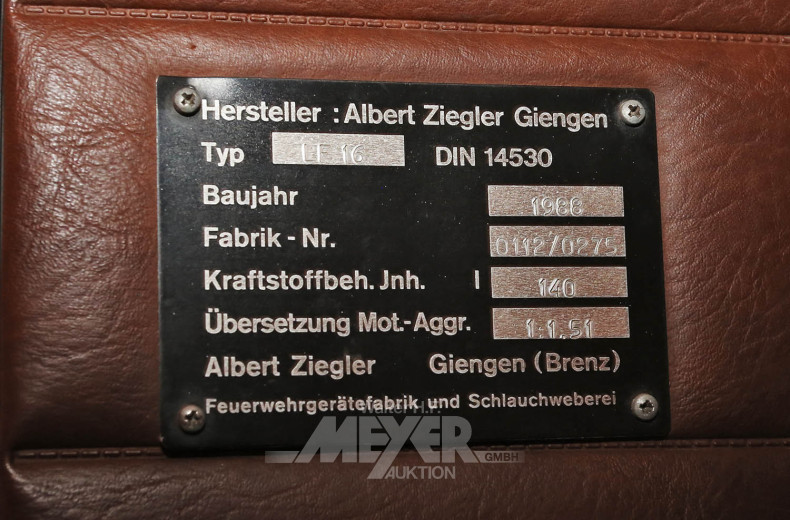 Hersteller : Albert Ziegler Giengen
Typ LF 16 DIN 14530
Baujahr 1988
Fabrik - Nr. 0112/0275
Kraftstoffbeh. Jnh. l 140
Übersetzung Mot.-Aggr. 1:1,51
Albert Ziegler Giengen (Brenz)
Feuerwehrgerätefabrik und Schlauchweberei
Walter H.F.
MEYER
GMBH
AUKTION